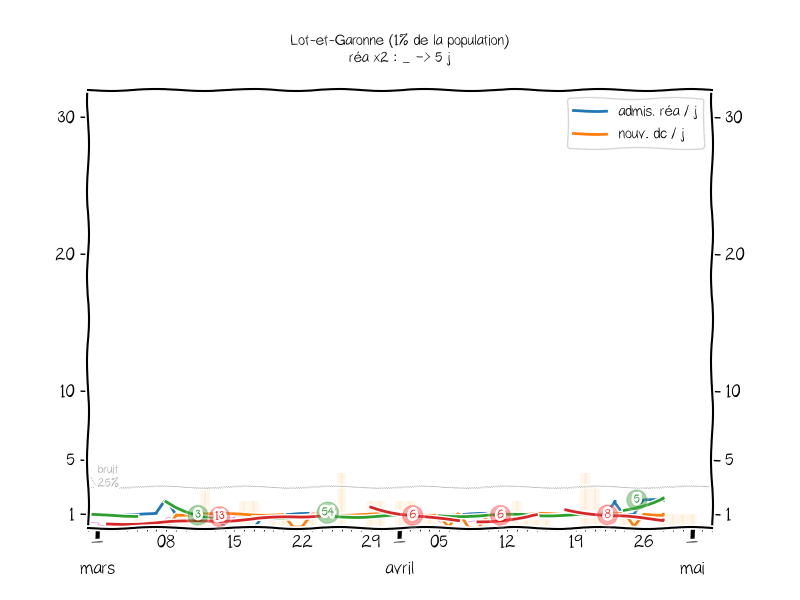 Lot-et-Garonne (1% de la population)
réa x2 : _ -> 5 j
admis. réa / j
nouv. dc / j
30 30
20 20
10 10
5 5
bruit
25%
1 3 13 54 6 6 8 5 1
08 15 22 29 05 12 19 26
mars avril mai